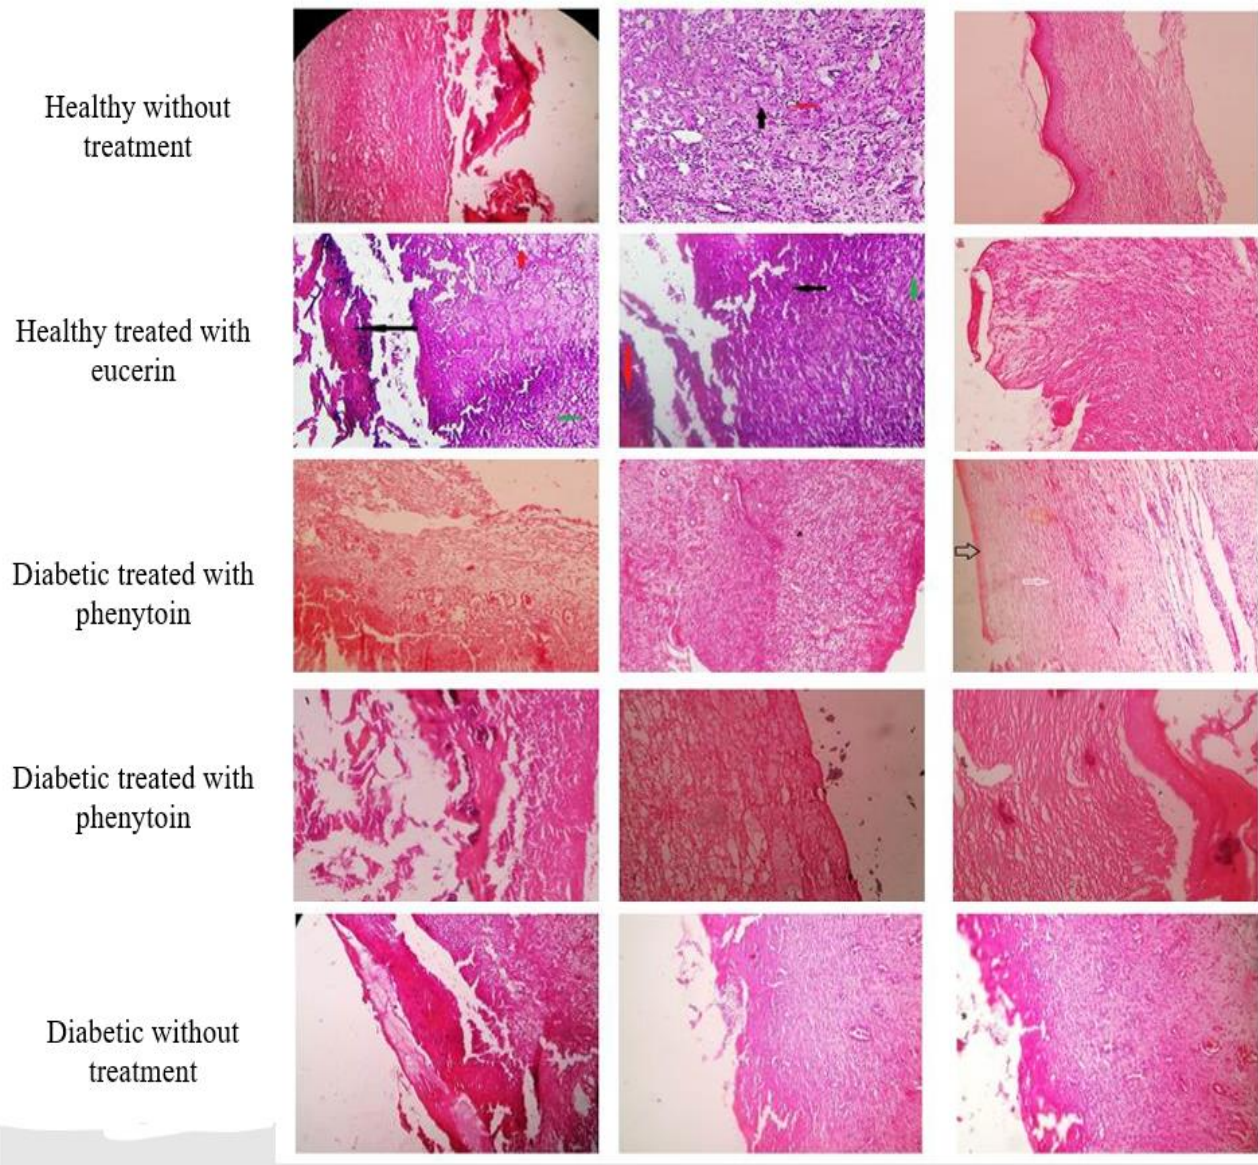 Healthy without
treatment
Healthy treated with
eucerin
Diabetic treated with
phenytoin
Diabetic treated with
phenytoin
Diabetic without
treatment